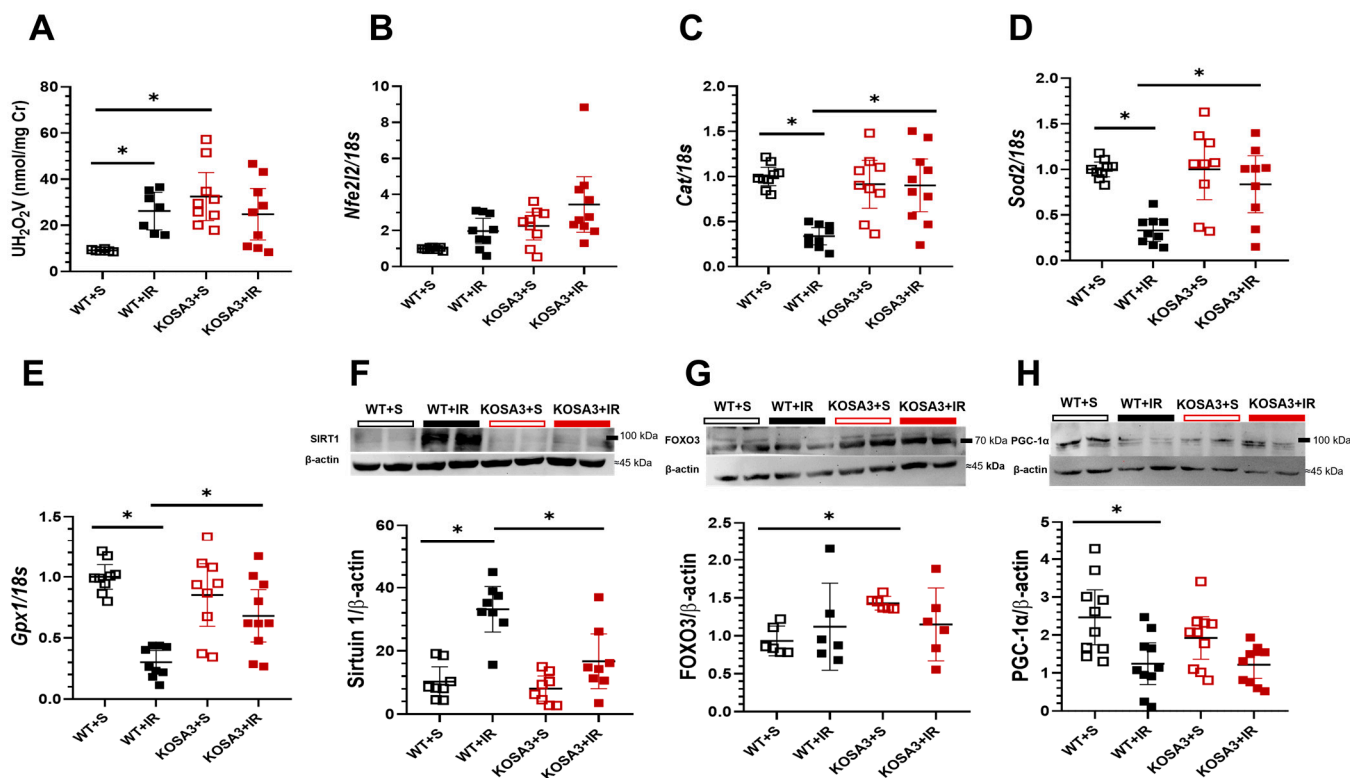 A
B
C
D
UH₂O₂V (nmol/mg Cr)
80
60
40
20
0
*
*
WT+S
WT+IR
KOSA3+S
KOSA3+IR
Nfe2l2/18s
10
8
6
4
2
0
WT+S
WT+IR
KOSA3+S
KOSA3+IR
Cat/18s
2.0
1.5
1.0
0.5
0.0
*
*
WT+S
WT+IR
KOSA3+S
KOSA3+IR
Sod2/18s
2.0
1.5
1.0
0.5
0.0
*
*
WT+S
WT+IR
KOSA3+S
KOSA3+IR
E
F
G
H
Gpx1/18s
1.5
1.0
0.5
0.0
*
*
WT+S
WT+IR
KOSA3+S
KOSA3+IR
WT+S WT+IR KOSA3+S KOSA3+IR
SIRT1 100 kDa
β-actin ≈45 kDa
Sirtuin 1/β-actin
60
40
20
0
*
*
WT+S
WT+IR
KOSA3+S
KOSA3+IR
WT+S WT+IR KOSA3+S KOSA3+IR
FOXO3 70 kDa
β-actin ≈45 kDa
FOXO3/β-actin
2.5
2.0
1.5
1.0
0.5
0.0
*
WT+S
WT+IR
KOSA3+S
KOSA3+IR
WT+S WT+IR KOSA3+S KOSA3+IR
PGC-1α 100 kDa
β-actin ≈45 kDa
PGC-1α/β-actin
5
4
3
2
1
0
*
WT+S
WT+IR
KOSA3+S
KOSA3+IR